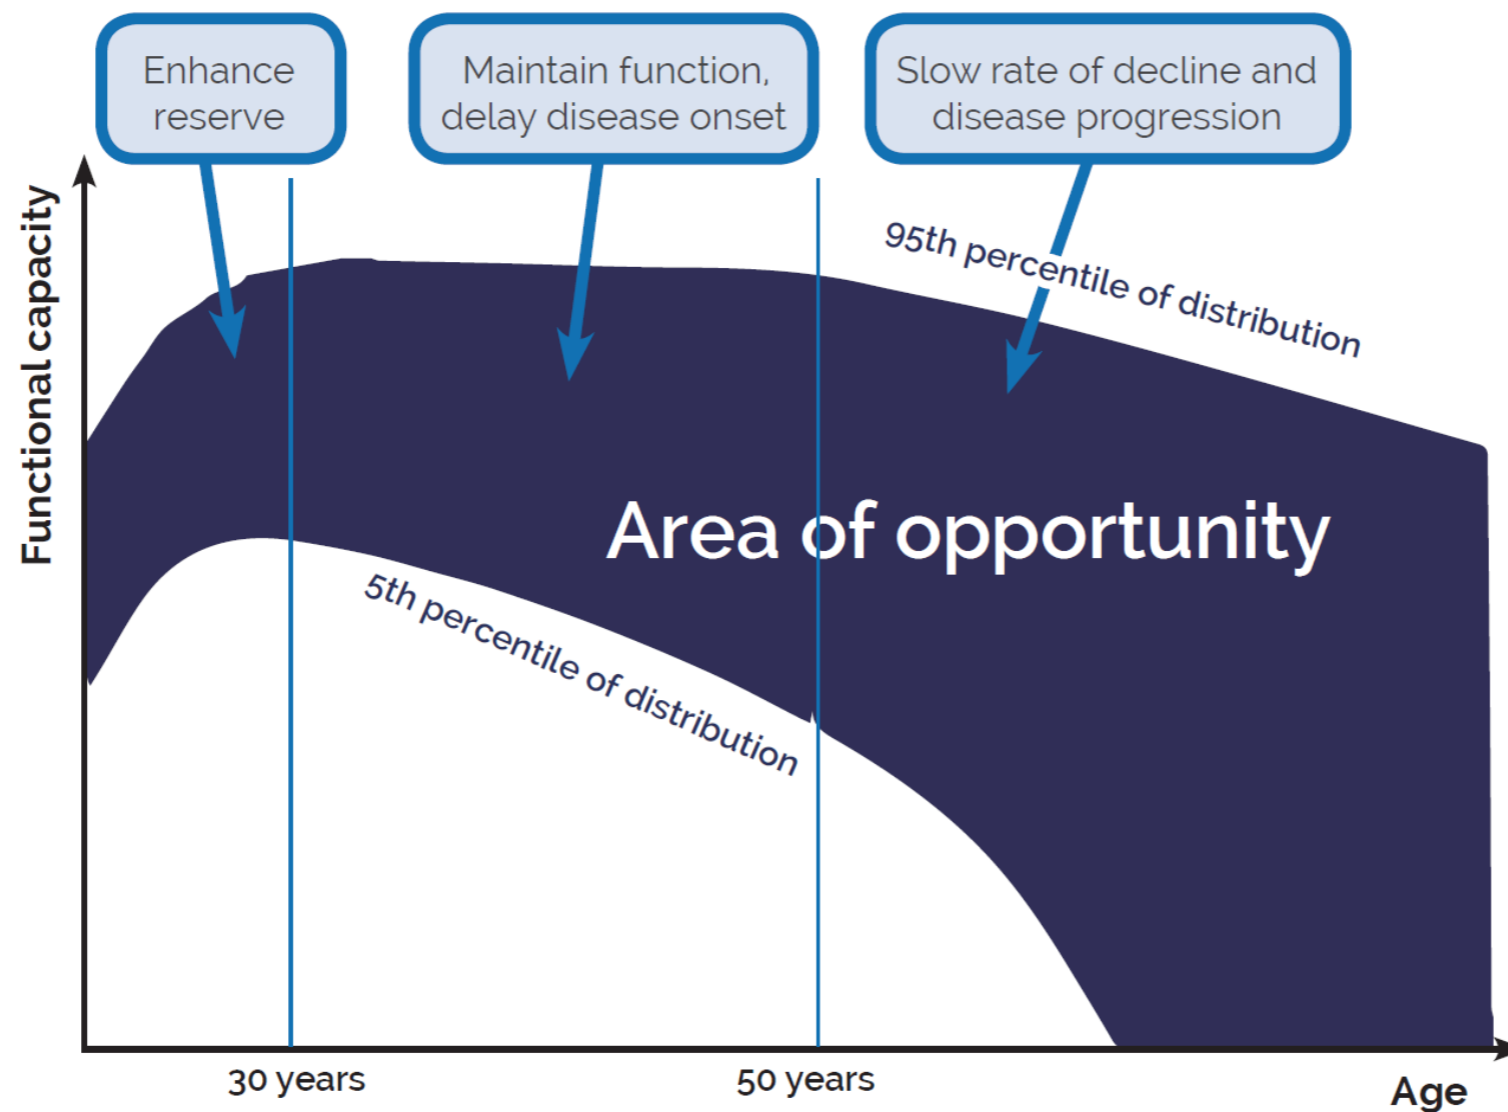 Enhance
reserve
Maintain function,
delay disease onset
Slow rate of decline and
disease progression
Functional capacity
95th percentile of distribution
Area of opportunity
5th percentile of distribution
30 years
50 years
Age